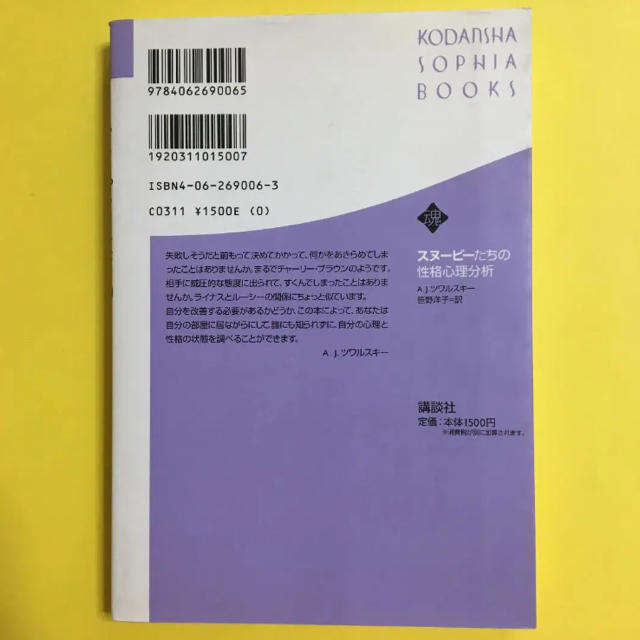 KODANSHA
SOPHIA
BOOKS
9784062690065
1920311015007
ISBN4-06-269006-3
C0311 ¥1500E (0)
魂
スヌーピーたちの
性格心理分析
A.J.ツワルスキー
笹野洋子=訳
失敗しそうだと前もって決めてかかって、何かをあきらめてしま
ったことはありませんか。まるでチャーリー・ブラウンのようです。
相手に威圧的な態度に出られて、すくんでしまったことはありま
せんか。ライナスとルーシーの関係にちょっと似ています。
自分を改善する必要があるかどうか、この本によって、あなたは
自分の部屋に居ながらにして、誰にも知られずに、自分の心理と
性格の状態を調べることができます。
A.J.ツワルスキー
講談社
定価:本体1500円
※消費税が別に加算されます。